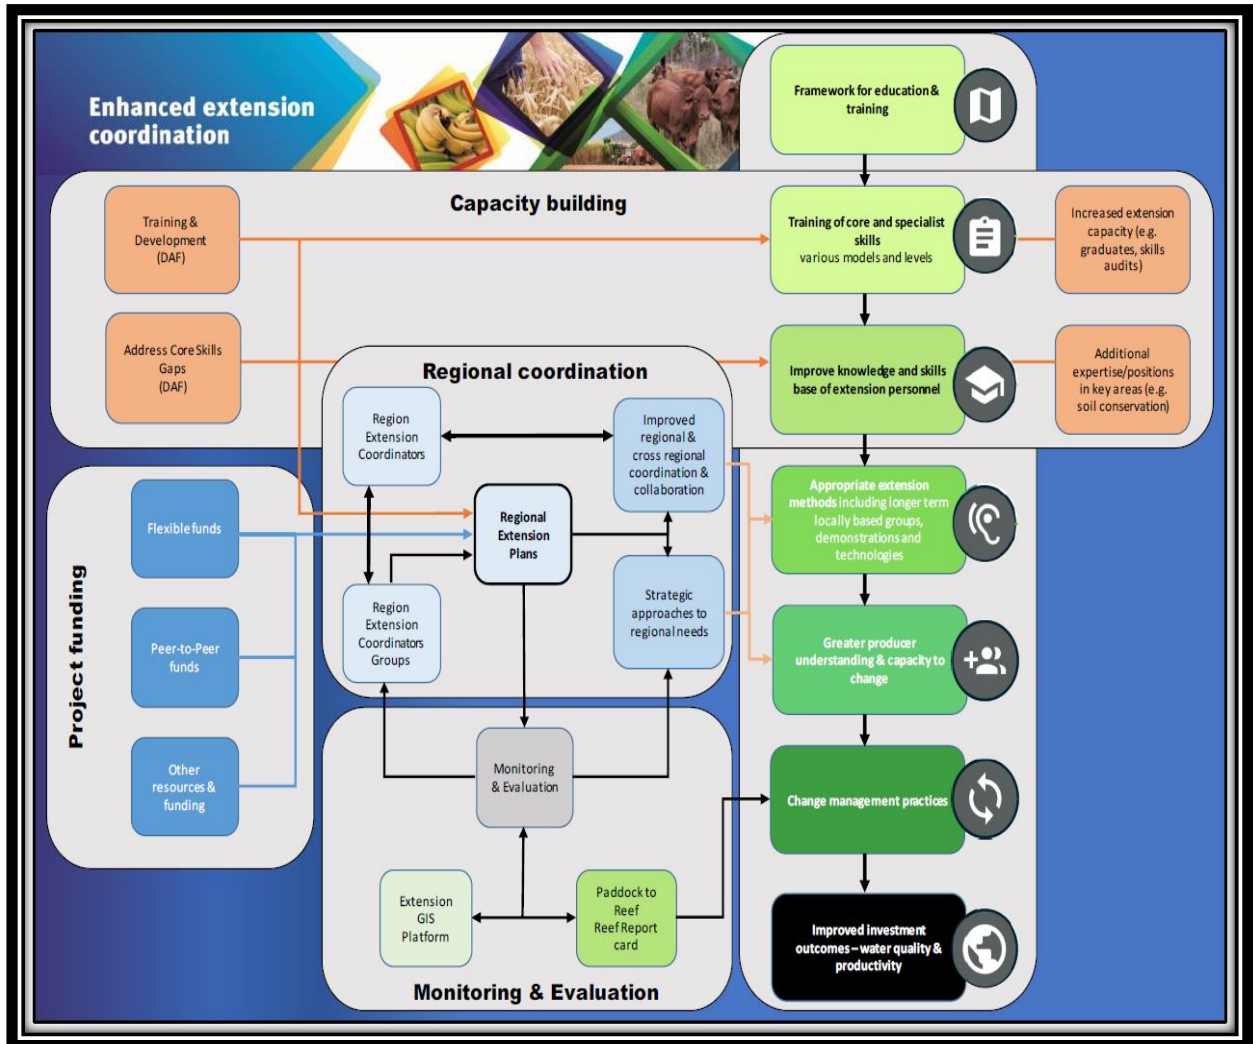 Enhanced extension
coordination
Framework for education &
training
Capacity building
Training &
Development
(DAF)
Training of core and specialist
skills
various models and levels
Increased extension
capacity (e.g.
graduates, skills
audits)
Address Core Skills
Gaps
(DAF)
Improve knowledge and skills
base of extension personnel
Additional
expertise/positions
in key areas (e.g.
soil conservation)
Regional coordination
Region
Extension
Coordinators
Improved
regional &
cross regional
coordination &
collaboration
Regional
Extension
Plans
Region
Extension
Coordinators
Groups
Strategic
approaches to
regional needs
Appropriate extension
methods including longer term
locally based groups,
demonstrations and
technologies
Project funding
Flexible funds
Peer-to-Peer
funds
Other
resources &
funding
Greater producer
understanding & capacity to
change
Monitoring
& Evaluation
Change management practices
Extension
GIS
Platform
Paddock to
Reef
Reef Report
card
Monitoring & Evaluation
Improved investment
outcomes – water quality &
productivity